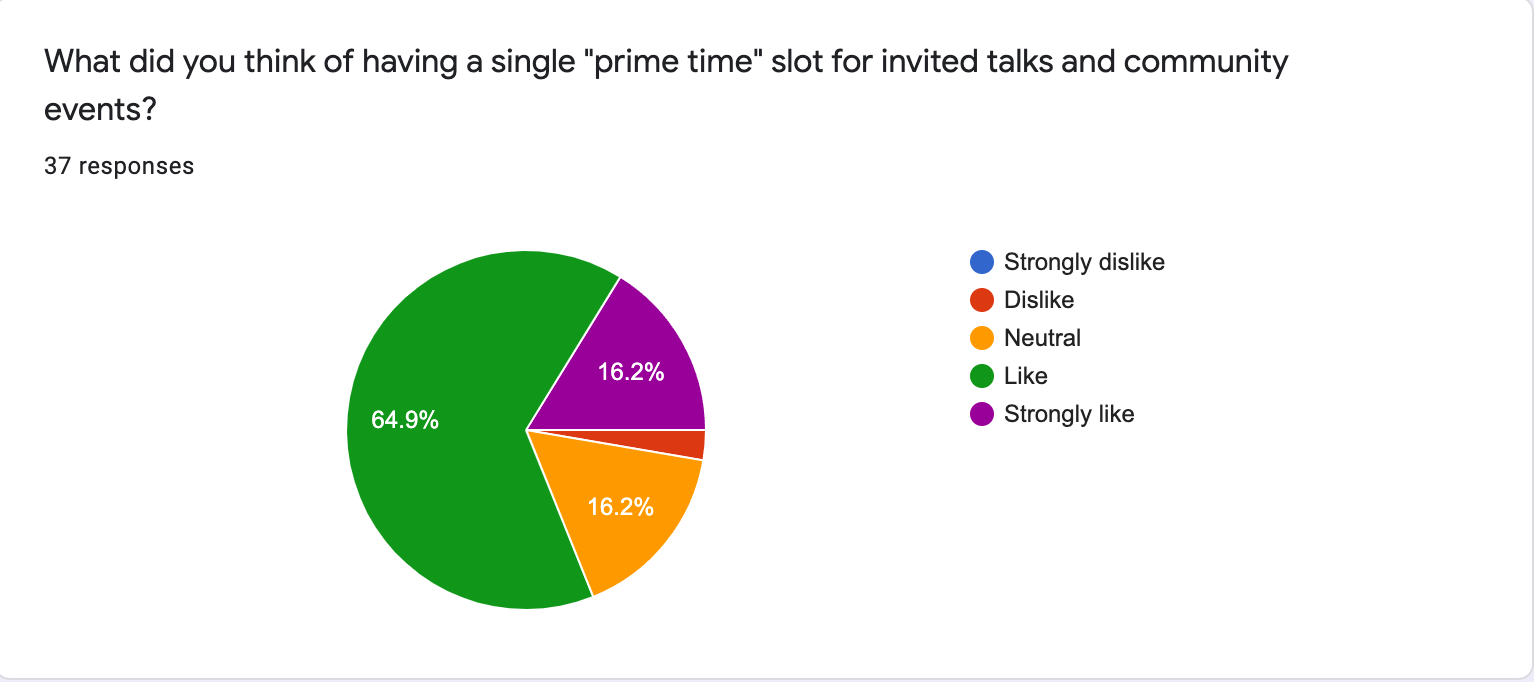 What did you think of having a single "prime time" slot for invited talks and community
events?
37 responses
Strongly dislike
Dislike
Neutral
Like
Strongly like
16.2%
64.9%
16.2%